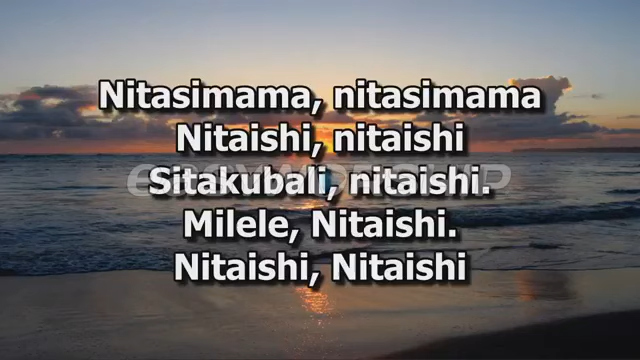 Nitasimama, nitasimama
Nitaishi, nitaishi
Sitakubali, nitaishi.
Milele, Nitaishi.
Nitaishi, Nitaishi